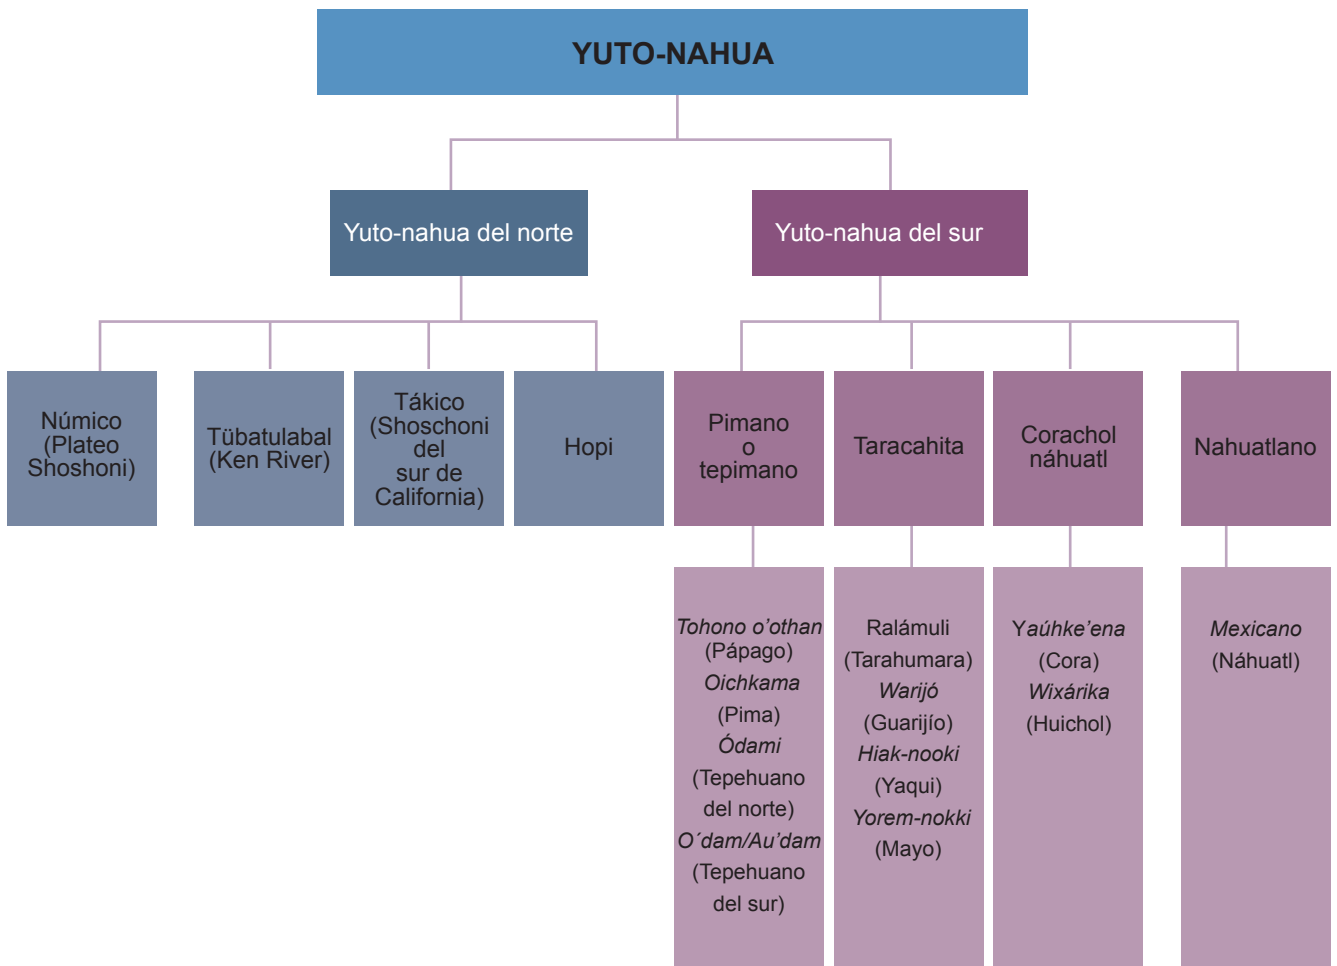 YUTO-NAHUA
Yuto-nahua del norte
Yuto-nahua del sur
Númico
(Plateo
Shoshoni)
Tübatulabal
(Ken River)
Tákico
(Shoschoni
del
sur de
California)
Hopi
Pimano
o
tepimano
Taracahita
Corachol
náhuatl
Nahuatlano
Tohono o’othan
(Pápago)
Oichkama
(Pima)
Ódami
(Tepehuano
del norte)
O´dam/Au’dam
(Tepehuano
del sur)
Ralámuli
(Tarahumara)
Warijó
(Guarijío)
Hiak-nooki
(Yaqui)
Yorem-nokki
(Mayo)
Yaúhke’ena
(Cora)
Wixárika
(Huichol)
Mexicano
(Náhuatl)